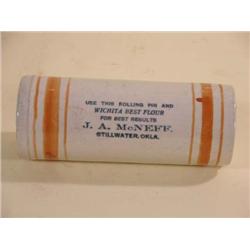 USE THIS ROLLING PIN AND
WICHITA BEST FLOUR
FOR BEST RESULTS
J. A. McNEFF.
STILLWATER, OKLA.